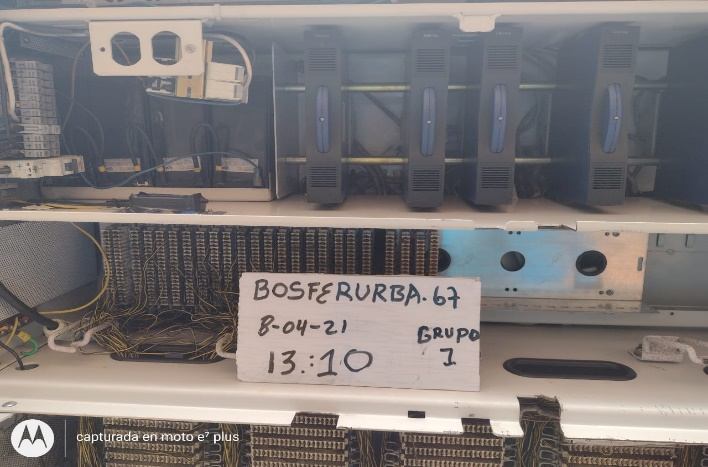 BOSFERURBA.67
8-04-21
GRUPO
1
13:10
capturada en moto e⁷ plus